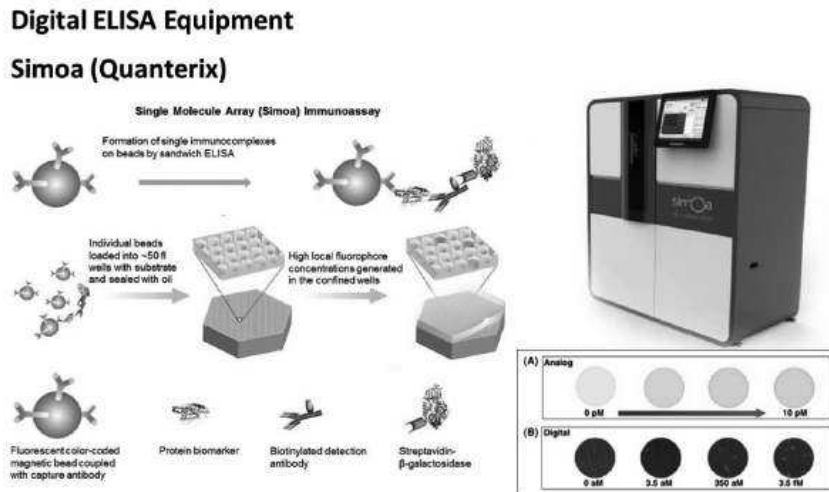 Digital ELISA Equipment
Simoa (Quanterix)
Single Molecule Array (Simoa) Immunoassay
Formation of single immunocomplexes
on beads by sandwich ELISA
Individual beads
loaded into ~50 fl
wells with substrate
and sealed with oil
High local fluorophore
concentrations generated
in the confined wells
Fluorescent color-coded
magnetic bead coupled
with capture antibody
Protein biomarker
Biotinylated detection
antibody
Streptavidin-
β-galactosidase
simoa
(A) Analog
0 pM
10 pM
(B) Digital
0 aM
3.5 aM
350 aM
3.5 fM